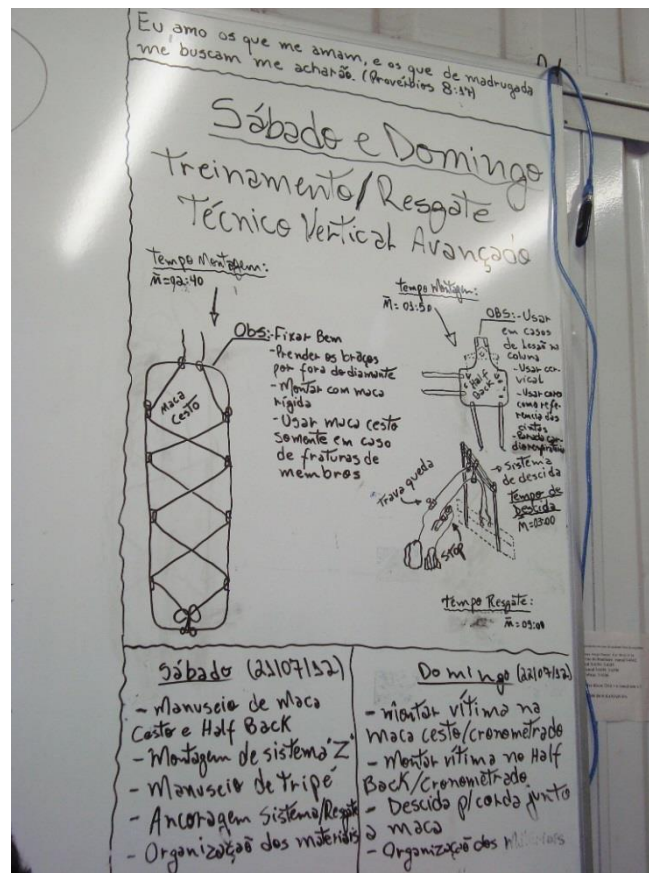 Eu amo os que me amam, e os que de madrugada
me buscam me acharão. (Provérbios 8:17)
Sábado e Domingo
Treinamento/Resgate
Técnico Vertical Avançado
Tempo Montagem:
M̄=02:40
Obs:-Fixar Bem
-Prender os braços
por fora do diamante
-Montar com maca
rígida
-Usar maca cesto
somente em caso
de fraturas de
membros
Maca
Cesto
Tempo Montagem:
M̄= 03:50
OBS:-Usar
em casos
de lesão na
coluna
-Usar cer-
vical
-Usar
como refe-
rência dos
cintos
Half
Back
-Sistema
de descida
Tempo de
Descida
M̄=03:00
Trava queda
STOP
Tempo Resgate:
M̄= 09:00
Sábado (21/07/12)
- Manuseio de Maca
Cesto e Half Back
- Montagem de sistema "Z"
- Manuseio de tripé
- Ancoragem Sistema/Resgate
- Organização dos materiais
Domingo (22/07/12)
- Montar vítima na
maca cesto/cronometrado
- Montar vítima no Half
Back/Cronometrado
- Descida p/ corda junto
a maca
- Organização dos materiais